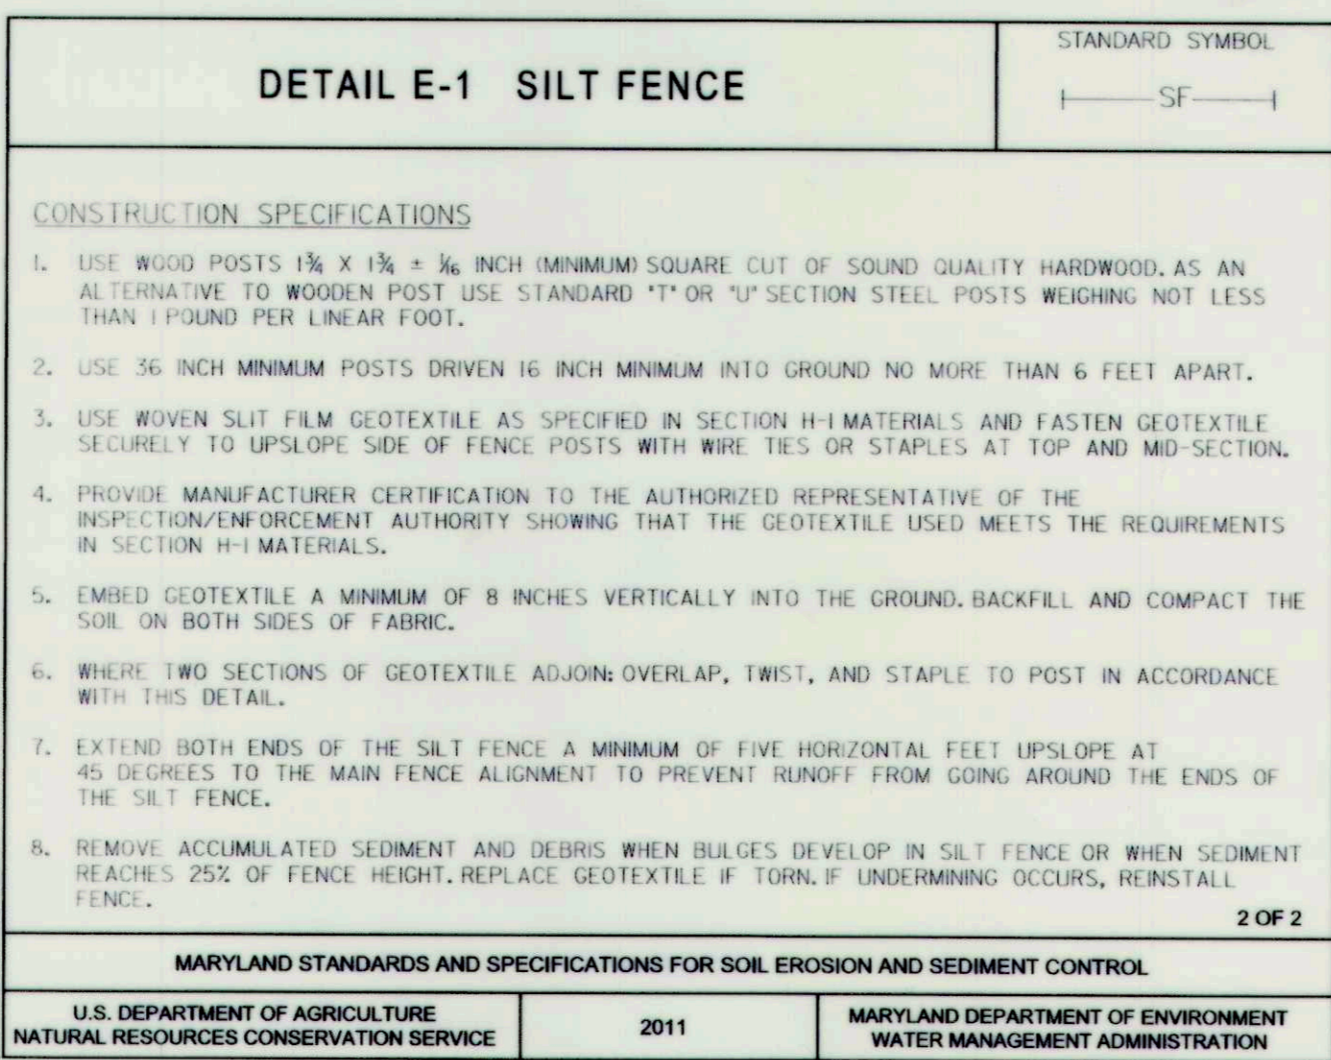 DETAIL E-1 SILT FENCE
STANDARD SYMBOL
SF
CONSTRUCTION SPECIFICATIONS
1. USE WOOD POSTS 1¾ X 1¾ ± 1⁄16 INCH (MINIMUM) SQUARE CUT OF SOUND QUALITY HARDWOOD. AS AN
ALTERNATIVE TO WOODEN POST USE STANDARD "T" OR "U" SECTION STEEL POSTS WEIGHING NOT LESS
THAN 1 POUND PER LINEAR FOOT.
2. USE 36 INCH MINIMUM POSTS DRIVEN 16 INCH MINIMUM INTO GROUND NO MORE THAN 6 FEET APART.
3. USE WOVEN SLIT FILM GEOTEXTILE AS SPECIFIED IN SECTION H-1 MATERIALS AND FASTEN GEOTEXTILE
SECURELY TO UPSLOPE SIDE OF FENCE POSTS WITH WIRE TIES OR STAPLES AT TOP AND MID-SECTION.
4. PROVIDE MANUFACTURER CERTIFICATION TO THE AUTHORIZED REPRESENTATIVE OF THE
INSPECTION/ENFORCEMENT AUTHORITY SHOWING THAT THE GEOTEXTILE USED MEETS THE REQUIREMENTS
IN SECTION H-1 MATERIALS.
5. EMBED GEOTEXTILE A MINIMUM OF 8 INCHES VERTICALLY INTO THE GROUND. BACKFILL AND COMPACT THE
SOIL ON BOTH SIDES OF FABRIC.
6. WHERE TWO SECTIONS OF GEOTEXTILE ADJOIN: OVERLAP, TWIST, AND STAPLE TO POST IN ACCORDANCE
WITH THIS DETAIL.
7. EXTEND BOTH ENDS OF THE SILT FENCE A MINIMUM OF FIVE HORIZONTAL FEET UPSLOPE AT
45 DEGREES TO THE MAIN FENCE ALIGNMENT TO PREVENT RUNOFF FROM GOING AROUND THE ENDS OF
THE SILT FENCE.
8. REMOVE ACCUMULATED SEDIMENT AND DEBRIS WHEN BULGES DEVELOP IN SILT FENCE OR WHEN SEDIMENT
REACHES 25% OF FENCE HEIGHT. REPLACE GEOTEXTILE IF TORN. IF UNDERMINING OCCURS, REINSTALL
FENCE.
2 OF 2
MARYLAND STANDARDS AND SPECIFICATIONS FOR SOIL EROSION AND SEDIMENT CONTROL
U.S. DEPARTMENT OF AGRICULTURE
NATURAL RESOURCES CONSERVATION SERVICE
2011
MARYLAND DEPARTMENT OF ENVIRONMENT
WATER MANAGEMENT ADMINISTRATION